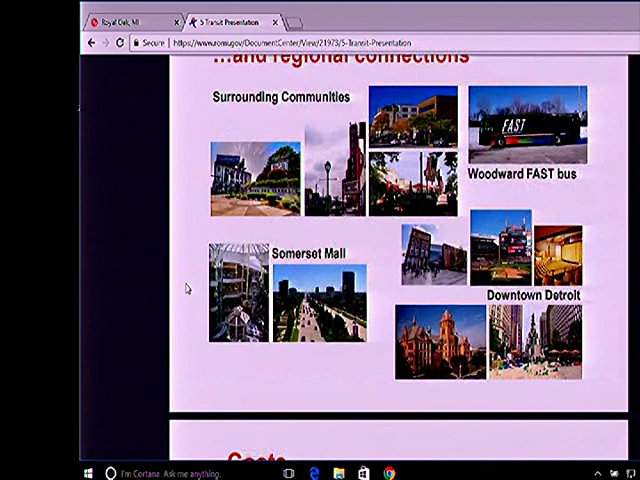 Royal Oak, MI
5 Transit Presentation
Secure
https://www.romi.gov/DocumentCenter/View/21973/5-Transit-Presentation
...and regional connections
Surrounding Communities
FAST
Woodward FAST bus
Somerset Mall
Downtown Detroit
Costs
I'm Cortana. Ask me anything.